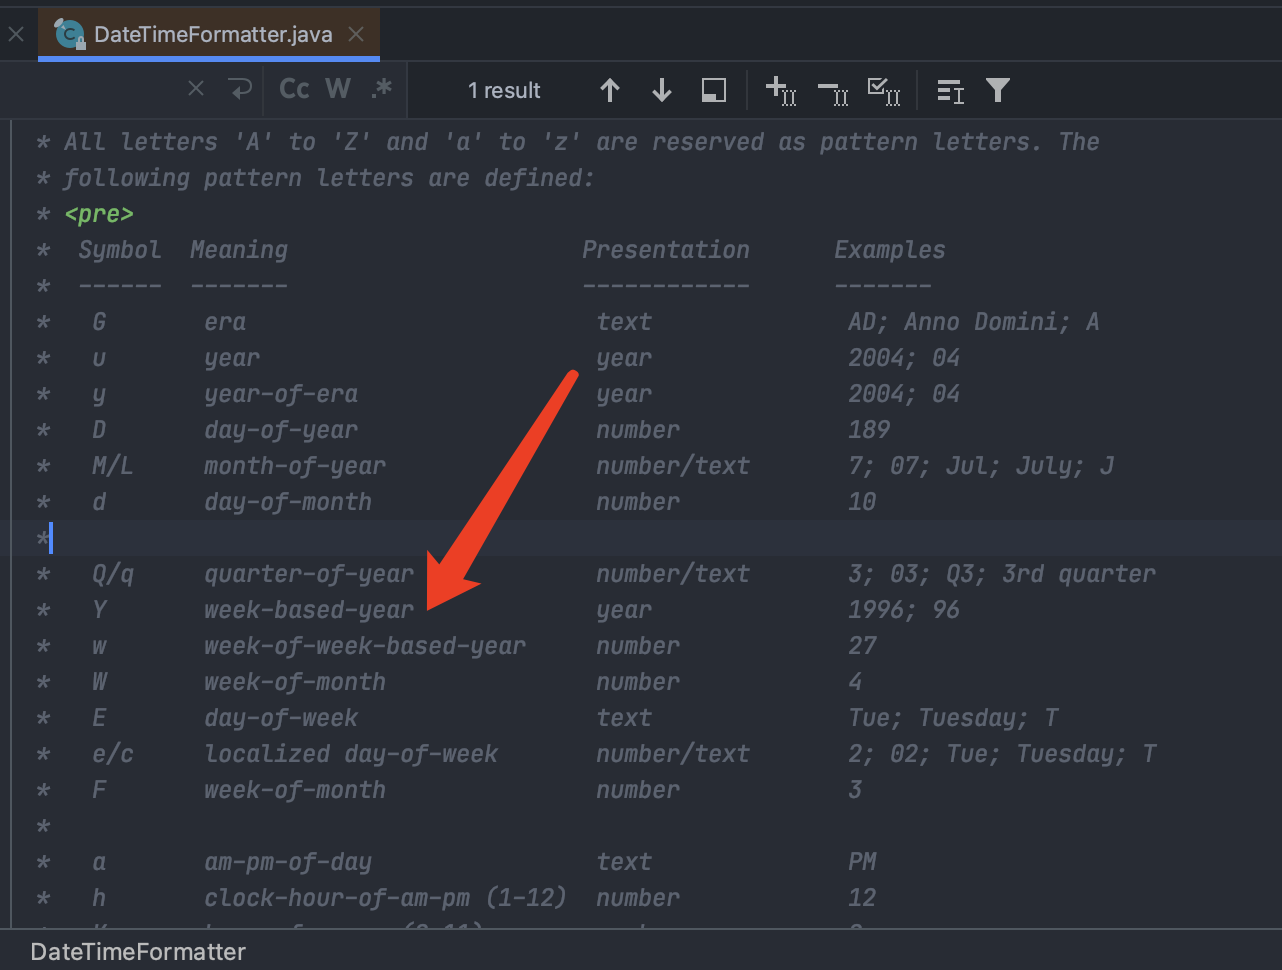 DateTimeFormatter.java
Cc W .* 1 result
* All letters 'A' to 'Z' and 'a' to 'z' are reserved as pattern letters. The
* following pattern letters are defined:
* <pre>
* Symbol Meaning Presentation Examples
* ------ ------- ------------ -------
* G era text AD; Anno Domini; A
* u year year 2004; 04
* y year-of-era year 2004; 04
* D day-of-year number 189
* M/L month-of-year number/text 7; 07; Jul; July; J
* d day-of-month number 10
*
* Q/q quarter-of-year number/text 3; 03; Q3; 3rd quarter
* Y week-based-year year 1996; 96
* w week-of-week-based-year number 27
* W week-of-month number 4
* E day-of-week text Tue; Tuesday; T
* e/c localized day-of-week number/text 2; 02; Tue; Tuesday; T
* F week-of-month number 3
*
* a am-pm-of-day text PM
* h clock-hour-of-am-pm (1-12) number 12
DateTimeFormatter